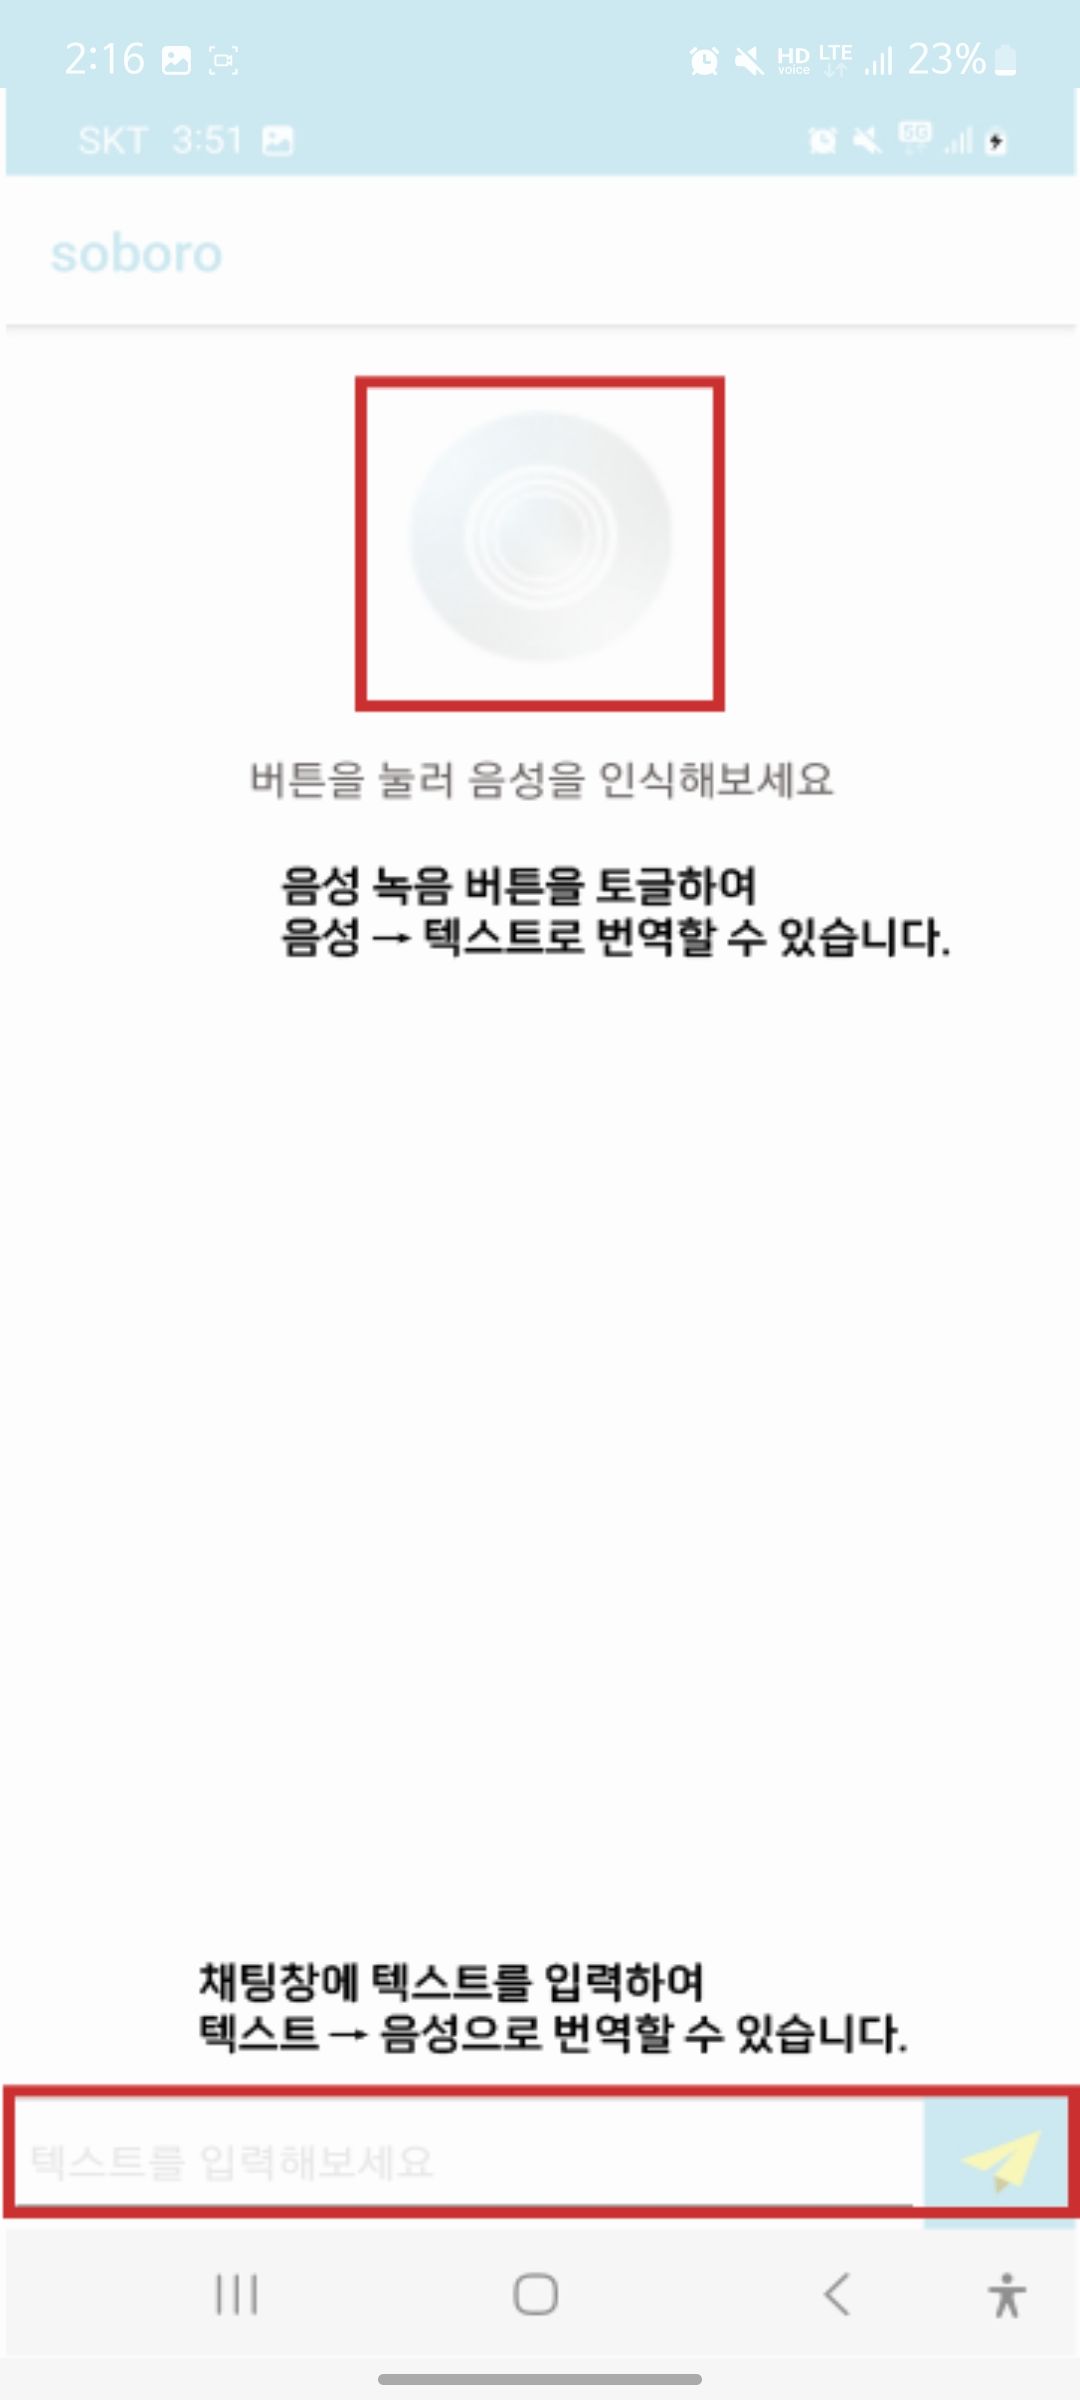 2:16 HD voice LTE 23%
SKT 3:51 5G
soboro
버튼을 눌러 음성을 인식해보세요
음성 녹음 버튼을 토글하여
음성 → 텍스트로 번역할 수 있습니다.
채팅창에 텍스트를 입력하여
텍스트 → 음성으로 번역할 수 있습니다.
텍스트를 입력해보세요